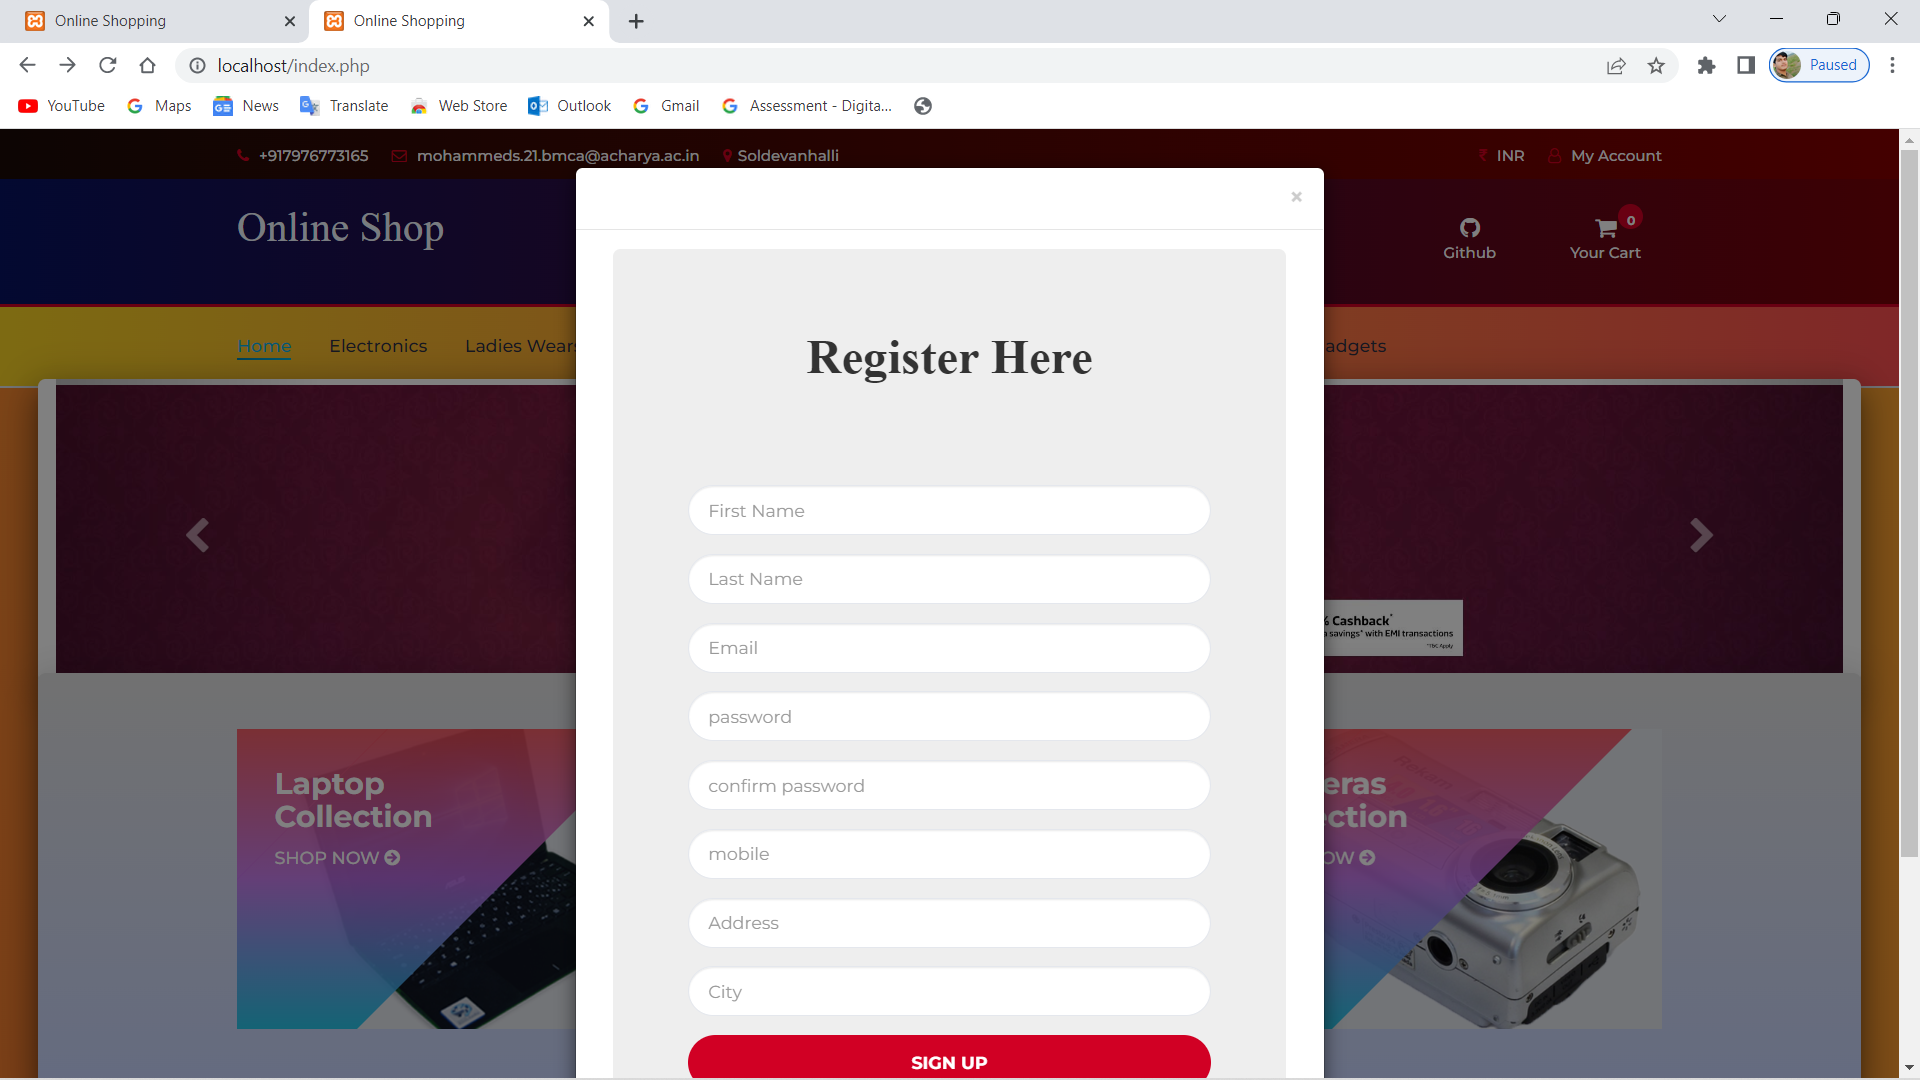 Online Shopping
Online Shopping
localhost/index.php
Paused
YouTube
Maps
News
Translate
Web Store
Outlook
Gmail
Assessment - Digita...
+917976773165
mohammeds.21.bmca@acharya.ac.in
Soldevanhalli
INR
My Account
Online Shop
Github
0
Your Cart
×
Home
Electronics
Ladies Wears
adgets
Register Here
First Name
Last Name
Email
password
confirm password
mobile
Address
City
SIGN UP
% Cashback*
a savings* with EMI transactions
*T&C Apply
Laptop
Collection
SHOP NOW
eras
ction
OW